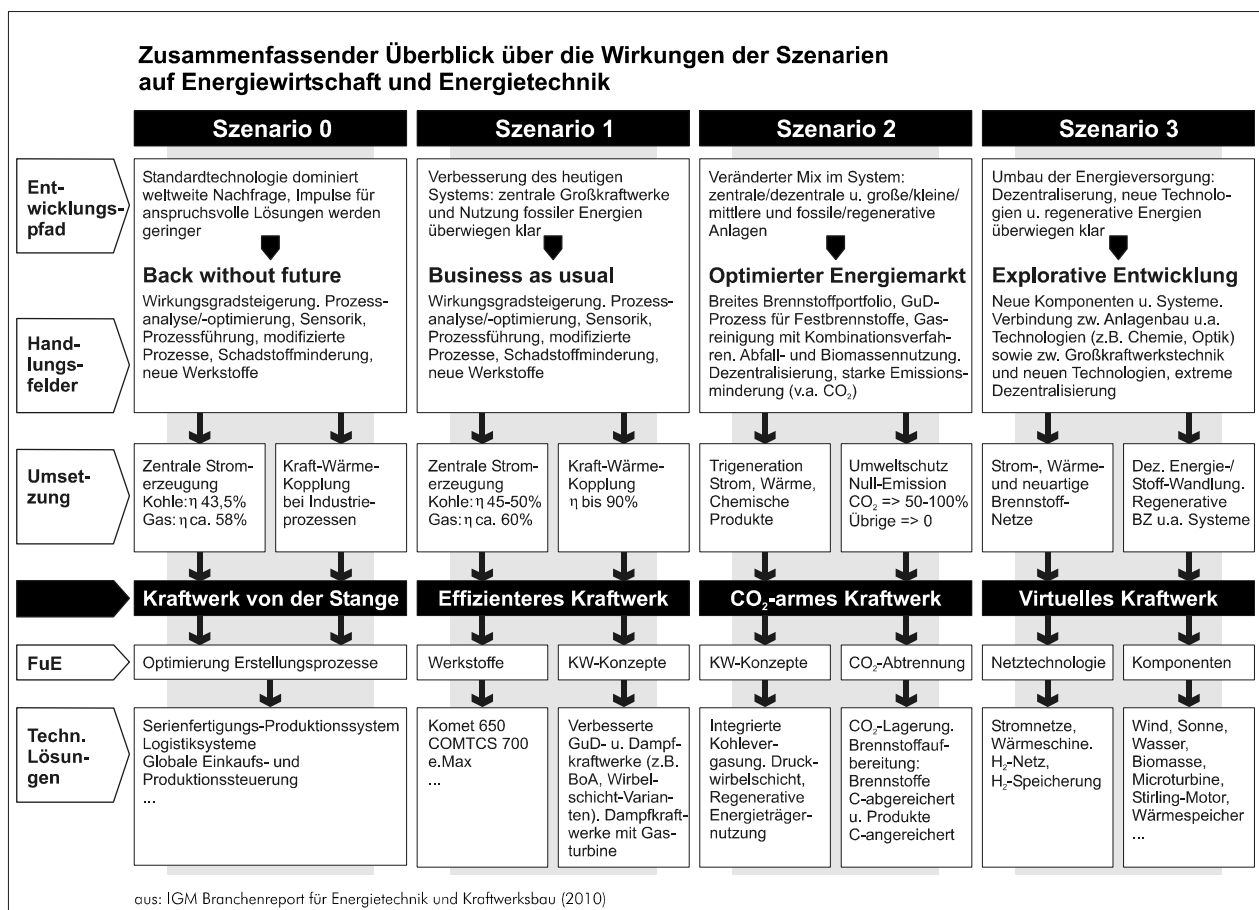 Zusammenfassender Überblick über die Wirkungen der Szenarien
auf Energiewirtschaft und Energietechnik
Szenario 0
Szenario 1
Szenario 2
Szenario 3
Ent-
wicklungs-
pfad
Standardtechnologie dominiert
weltweite Nachfrage, Impulse für
anspruchsvolle Lösungen werden
geringer
Verbesserung des heutigen
Systems: zentrale Großkraftwerke
und Nutzung fossiler Energien
überwiegen klar
Veränderter Mix im System:
zentrale/dezentrale u. große/kleine/
mittlere und fossile/regenerative
Anlagen
Umbau der Energieversorgung:
Dezentraliserung, neue Technolo-
gien u. regenerative Energien
überwiegen klar
Back without future
Business as usual
Optimierter Energiemarkt
Explorative Entwicklung
Hand-
lungs-
felder
Wirkungsgradsteigerung. Prozess-
analyse/-optimierung, Sensorik,
Prozessführung, modifizierte
Prozesse, Schadstoffminderung,
neue Werkstoffe
Wirkungsgradsteigerung. Prozess-
analyse/-optimierung, Sensorik,
Prozessführung, modifizierte
Prozesse, Schadstoffminderung,
neue Werkstoffe
Breites Brennstoffportfolio, GuD-
Prozess für Festbrennstoffe, Gas-
reinigung mit Kombinationsverfah-
ren. Abfall- und Biomassennutzung.
Dezentralisierung, starke Emissions-
minderung (v.a. CO₂)
Neue Komponenten u. Systeme.
Verbindung zw. Anlagenbau u.a.
Technologien (z.B. Chemie, Optik)
sowie zw. Großkraftwerkstechnik
und neuen Technologien, extreme
Dezentralisierung
Umset-
zung
Zentrale Strom-
erzeugung
Kohle: η 43,5%
Gas: η ca. 58%
Kraft-Wärme-
Kopplung
bei Industrie-
prozessen
Zentrale Strom-
erzeugung
Kohle: η 45-50%
Gas: η ca. 60%
Kraft-Wärme-
Kopplung
η bis 90%
Trigeneration
Strom, Wärme,
Chemische
Produkte
Umweltschutz
Null-Emission
CO₂ => 50-100%
Übrige => 0
Strom-, Wärme-
und neuartige
Brennstoff-
Netze
Dez. Energie-/
Stoff-Wandlung.
Regenerative
BZ u.a. Systeme
Kraftwerk von der Stange
Effizienteres Kraftwerk
CO₂-armes Kraftwerk
Virtuelles Kraftwerk
FuE
Optimierung Erstellungsprozesse
Werkstoffe
KW-Konzepte
KW-Konzepte
CO₂-Abtrennung
Netztechnologie
Komponenten
Techn.
Lösun-
gen
Serienfertigungs-Produktionssystem
Logistiksysteme
Globale Einkaufs- und
Produktionssteuerung
...
Komet 650
COMTCS 700
e.Max
...
Verbesserte
GuD- u. Dampf-
kraftwerke (z.B.
BoA, Wirbel-
schicht-Varian-
ten). Dampfkraft-
werke mit Gas-
turbine
Integrierte
Kohlever-
gasung. Druck-
wirbelschicht,
Regenerative
Energieträger-
nutzung
CO₂-Lagerung.
Brennstoffauf-
bereitung:
Brennstoffe
C-abgereichert
u. Produkte
C-angereichert
Stromnetze,
Wärmeschine.
H₂-Netz,
H₂-Speicherung
Wind, Sonne,
Wasser,
Biomasse,
Microturbine,
Stirling-Motor,
Wärmespeicher
...
aus: IGM Branchenreport für Energietechnik und Kraftwerksbau (2010)